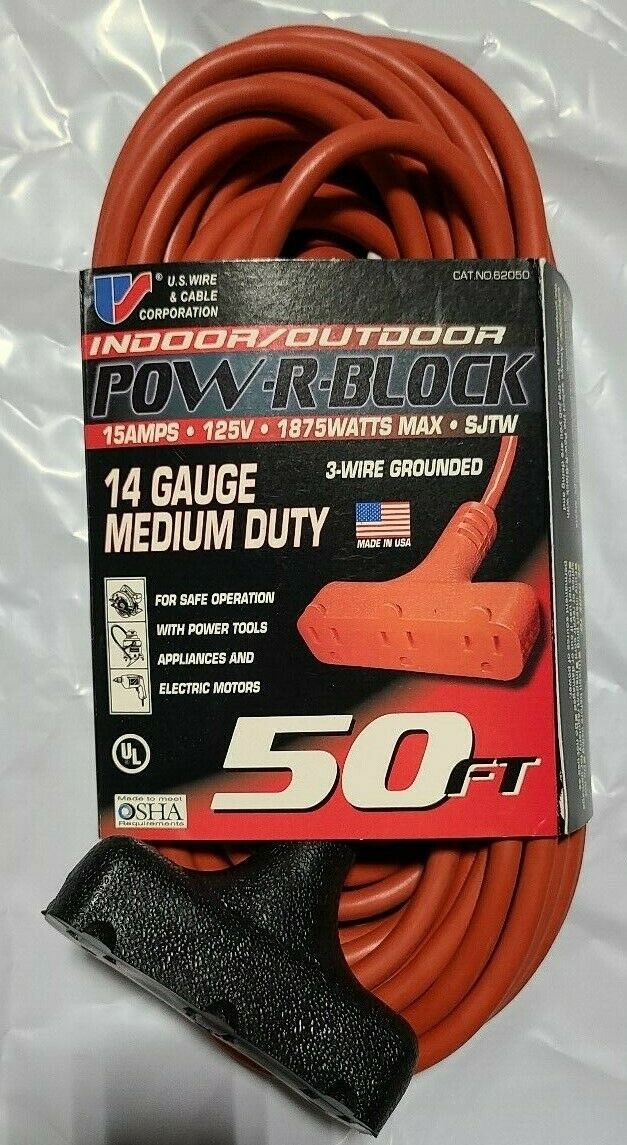 ® U.S. WIRE
& CABLE
CORPORATION
CAT.NO.62050
INDOOR/OUTDOOR
POW-R-BLOCK
15AMPS • 125V • 1875WATTS MAX • SJTW
14 GAUGE
MEDIUM DUTY
3-WIRE GROUNDED
MADE IN USA
FOR SAFE OPERATION
WITH POWER TOOLS
APPLIANCES AND
ELECTRIC MOTORS
UL
50FT
Made to meet
OSHA
Requirements